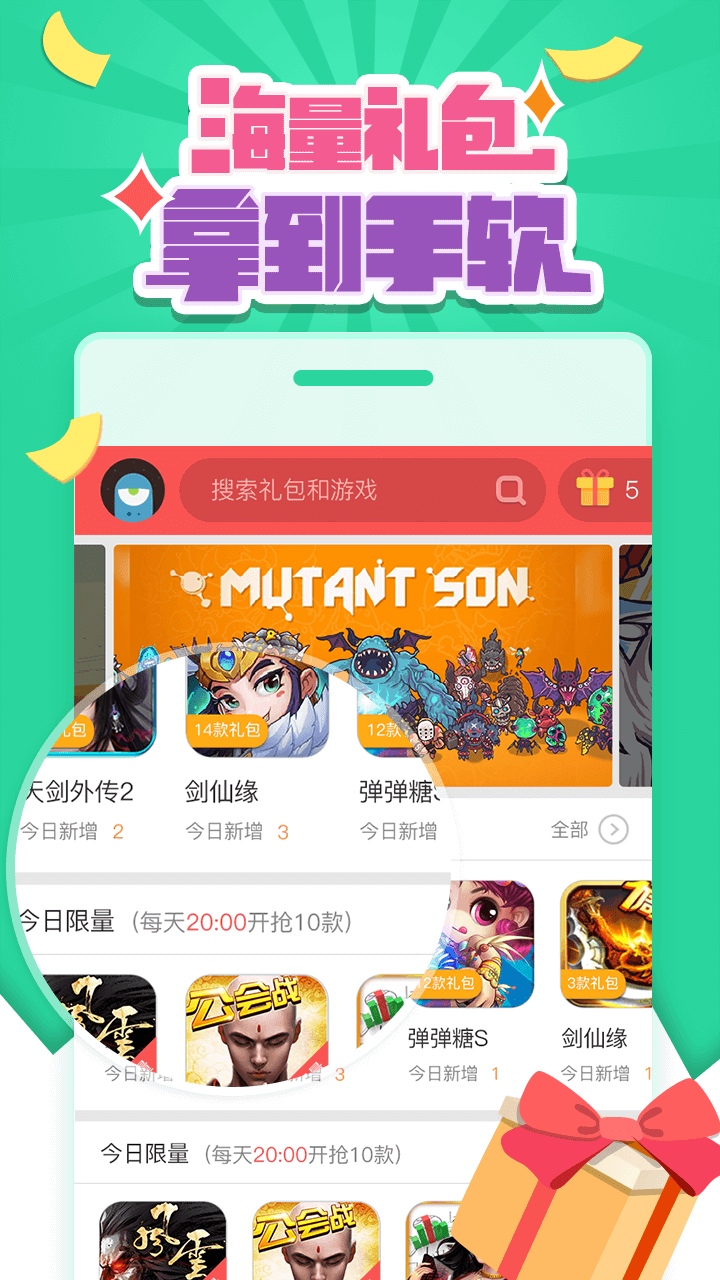 海量礼包
拿到手软
搜索礼包和游戏
5
MUTANT SON
礼包
14款礼包
12款
天剑外传2
剑仙缘
弹弹糖S
今日新增 2
今日新增 3
今日新增
全部
今日限量 (每天20:00开抢10款)
12款礼包
3款礼包
风云
公会战
弹弹糖S
剑仙缘
今日新增
3
今日新增 1
今日新增 1
今日限量 (每天20:00开抢10款)
风云
公会战